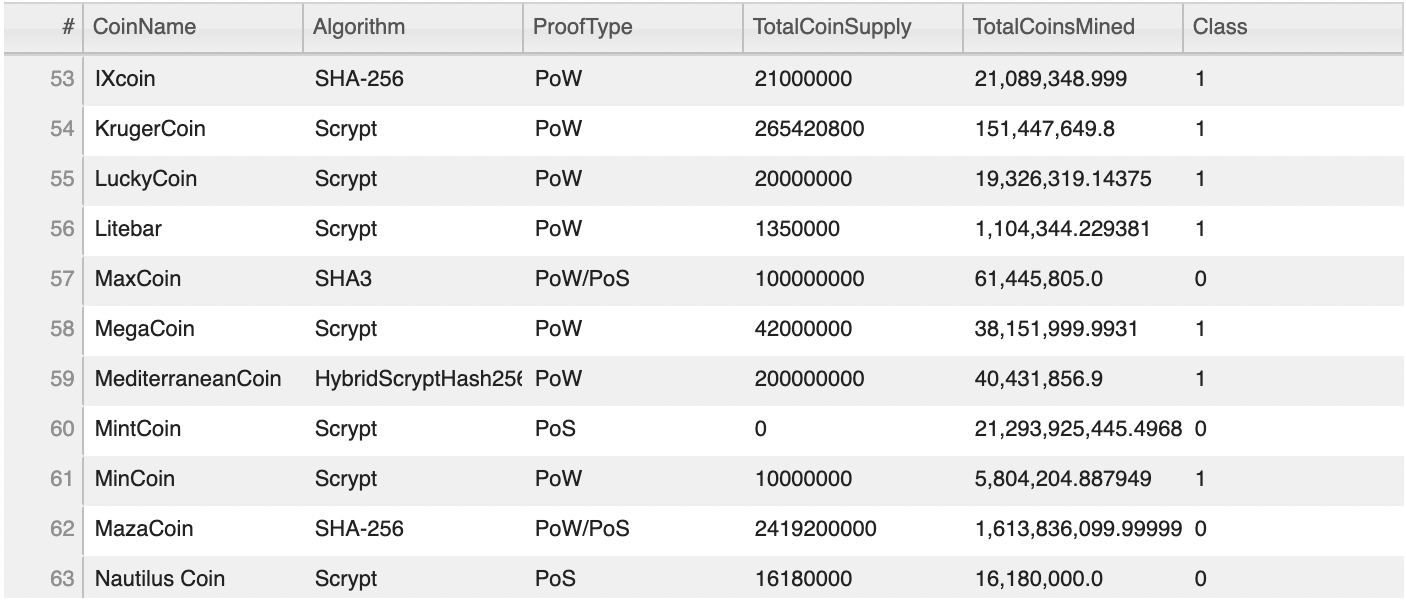 # CoinName Algorithm ProofType TotalCoinSupply TotalCoinsMined Class
53 IXcoin SHA-256 PoW 21000000 21,089,348.999 1
54 KrugerCoin Scrypt PoW 265420800 151,447,649.8 1
55 LuckyCoin Scrypt PoW 20000000 19,326,319.14375 1
56 Litebar Scrypt PoW 1350000 1,104,344.229381 1
57 MaxCoin SHA3 PoW/PoS 100000000 61,445,805.0 0
58 MegaCoin Scrypt PoW 42000000 38,151,999.9931 1
59 MediterraneanCoin HybridScryptHash256 PoW 200000000 40,431,856.9 1
60 MintCoin Scrypt PoS 0 21,293,925,445.4968 0
61 MinCoin Scrypt PoW 10000000 5,804,204.887949 1
62 MazaCoin SHA-256 PoW/PoS 2419200000 1,613,836,099.99999 0
63 Nautilus Coin Scrypt PoS 16180000 16,180,000.0 0